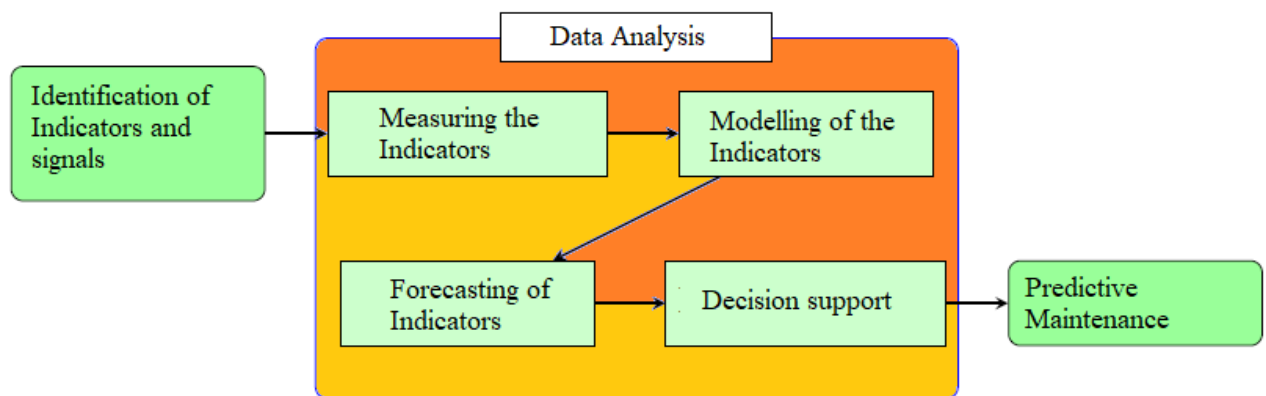 Data Analysis
Identification of
Indicators and
signals
Measuring the
Indicators
Modelling of the
Indicators
Forecasting of
Indicators
Decision support
Predictive
Maintenance